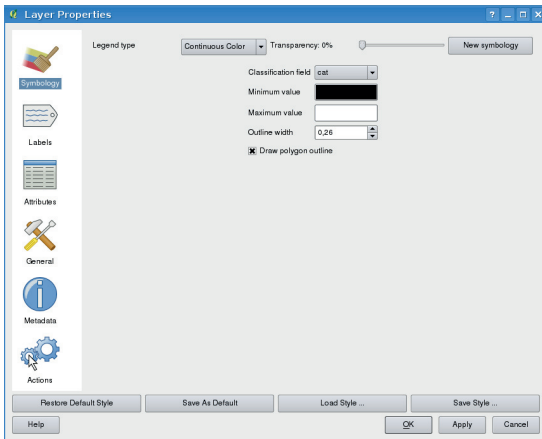 Layer Properties
Legend type
Continuous Color
Transparency: 0%
New symbology
Classification field
cat
Minimum value
Maximum value
Outline width
0,26
Draw polygon outline
Symbology
Labels
Attributes
General
Metadata
Actions
Restore Default Style
Save As Default
Load Style ...
Save Style ...
Help
OK
Apply
Cancel